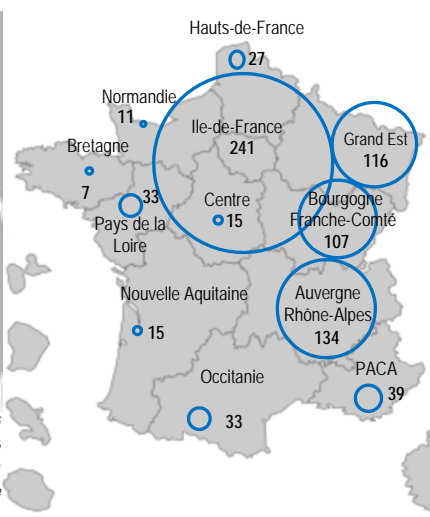 Hauts-de-France
27
Normandie
11
Ile-de-France
241
Grand Est
116
Bretagne
7
33
Pays de la
Loire
Centre
15
Bourgogne
Franche-Comté
107
Nouvelle Aquitaine
15
Auvergne
Rhône-Alpes
134
Occitanie
33
PACA
39